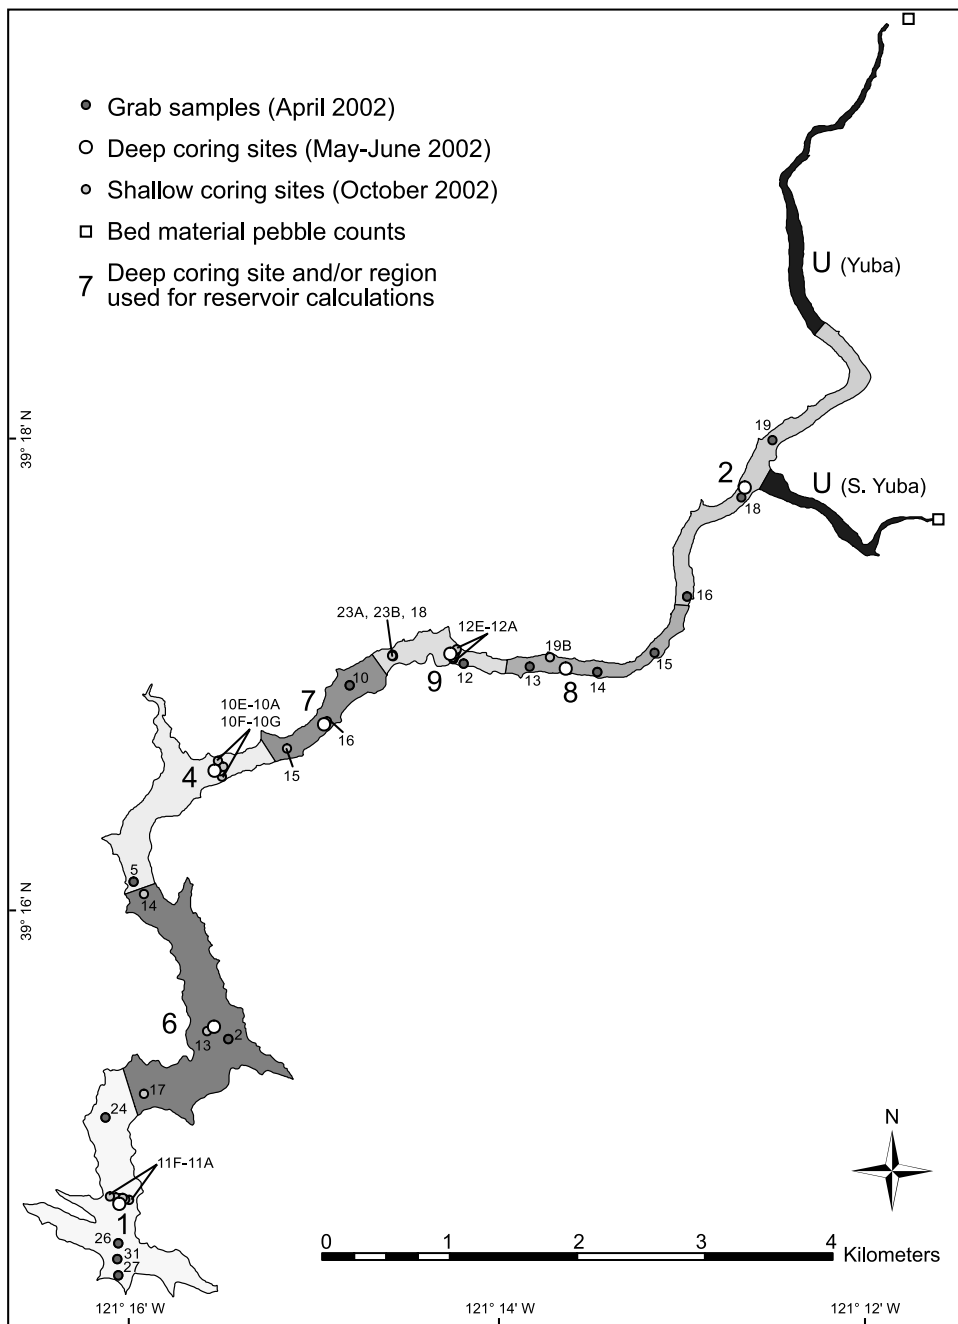 Grab samples (April 2002)
Deep coring sites (May-June 2002)
Shallow coring sites (October 2002)
Bed material pebble counts
7 Deep coring site and/or region
used for reservoir calculations
U (Yuba)
39° 18' N
19
2
18
U (S. Yuba)
16
23A, 23B, 18
12E-12A
19B
15
12
13
14
9
8
10
7
16
10E-10A
10F-10G
15
4
5
14
39° 16' N
6
13
2
17
24
N
11F-11A
1
26
31
27
0 1 2 3 4
Kilometers
121° 16' W
121° 14' W
121° 12' W